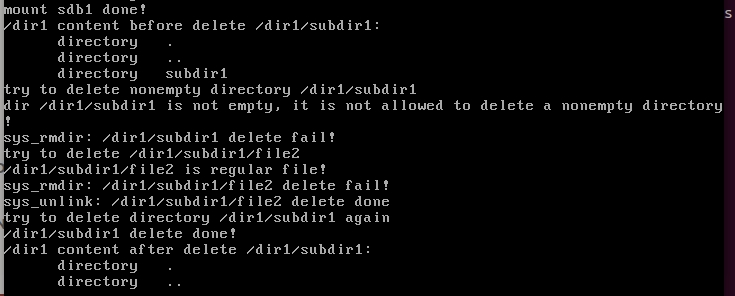 mount sdb1 done!
/dir1 content before delete /dir1/subdir1:
directory   .
directory   ..
directory   subdir1
try to delete nonempty directory /dir1/subdir1
dir /dir1/subdir1 is not empty, it is not allowed to delete a nonempty directory
!
sys_rmdir: /dir1/subdir1 delete fail!
try to delete /dir1/subdir1/file2
/dir1/subdir1/file2 is regular file!
sys_rmdir: /dir1/subdir1/file2 delete fail!
sys_unlink: /dir1/subdir1/file2 delete done
try to delete directory /dir1/subdir1 again
/dir1/subdir1 delete done!
/dir1 content after delete /dir1/subdir1:
directory   .
directory   ..